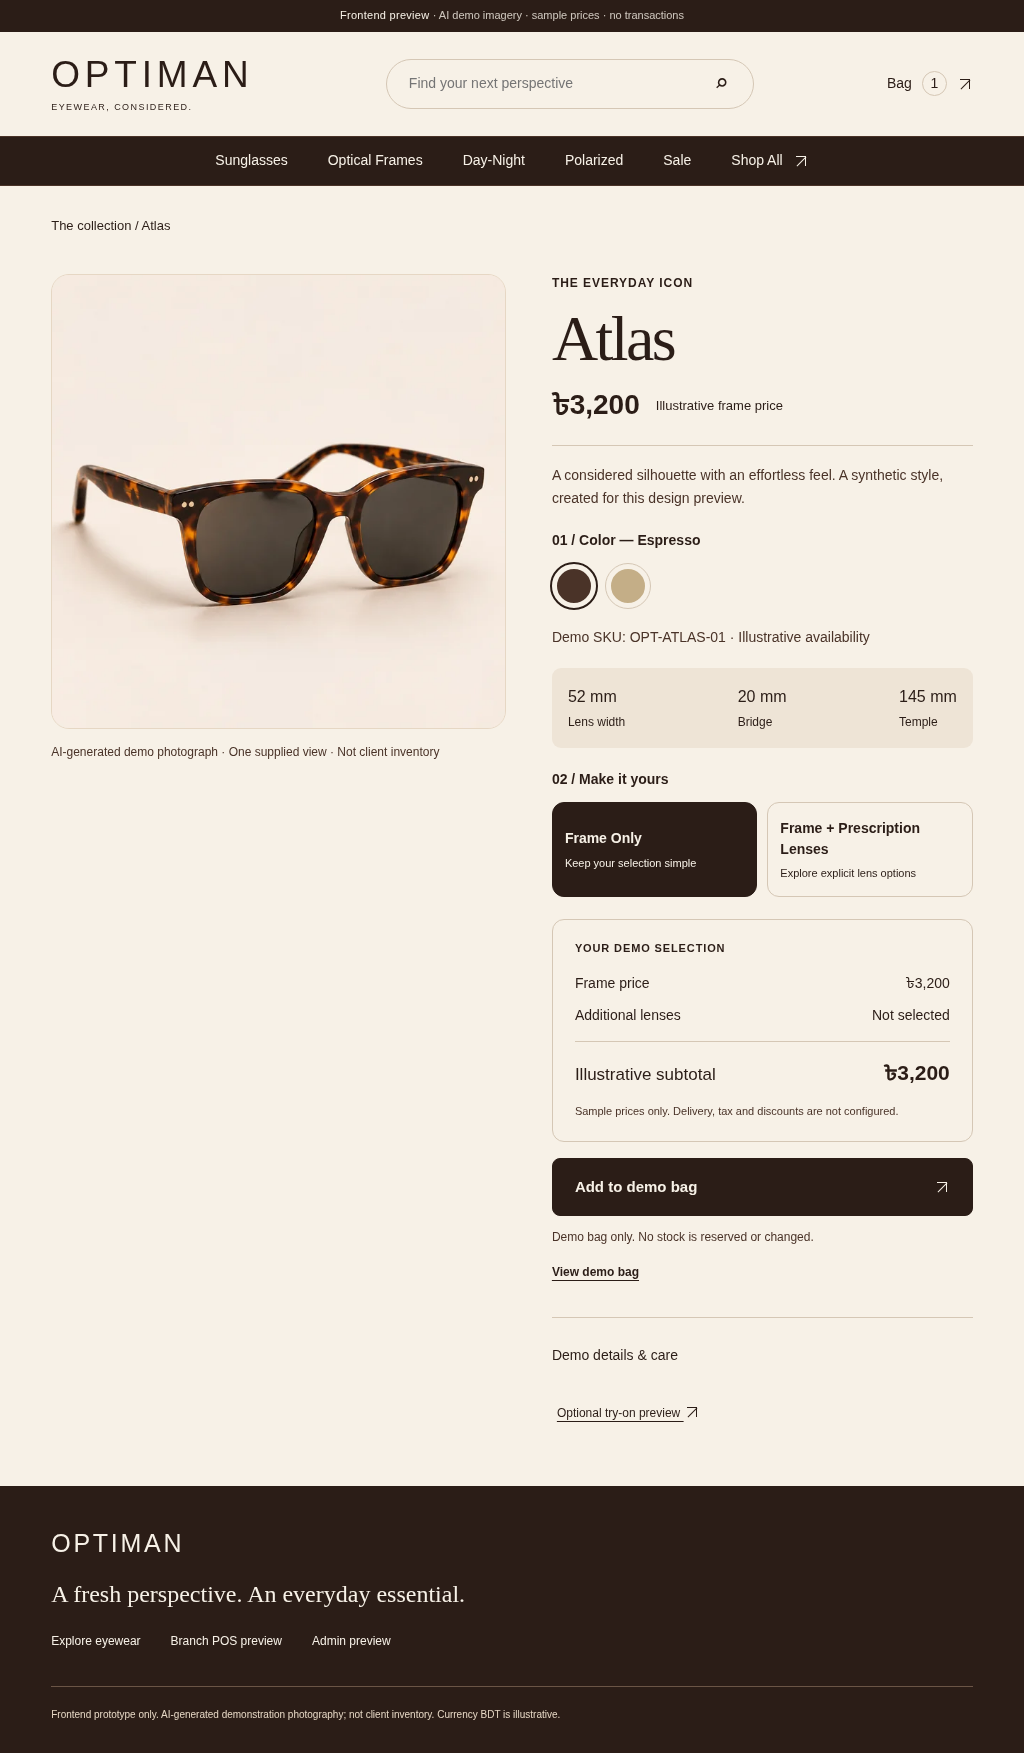 Frontend preview · AI demo imagery · sample prices · no transactions
OPTIMAN
EYEWEAR, CONSIDERED.
Find your next perspective
Bag 1
Sunglasses Optical Frames Day-Night Polarized Sale Shop All
The collection / Atlas
AI-generated demo photograph · One supplied view · Not client inventory
THE EVERYDAY ICON
Atlas
৳3,200 Illustrative frame price
A considered silhouette with an effortless feel. A synthetic style,
created for this design preview.
01 / Color — Espresso
Demo SKU: OPT-ATLAS-01 · Illustrative availability
52 mm 20 mm 145 mm
Lens width Bridge Temple
02 / Make it yours
Frame Only
Keep your selection simple
Frame + Prescription
Lenses
Explore explicit lens options
YOUR DEMO SELECTION
Frame price ৳3,200
Additional lenses Not selected
Illustrative subtotal ৳3,200
Sample prices only. Delivery, tax and discounts are not configured.
Add to demo bag
Demo bag only. No stock is reserved or changed.
View demo bag
Demo details & care
Optional try-on preview
OPTIMAN
A fresh perspective. An everyday essential.
Explore eyewear Branch POS preview Admin preview
Frontend prototype only. AI-generated demonstration photography; not client inventory. Currency BDT is illustrative.